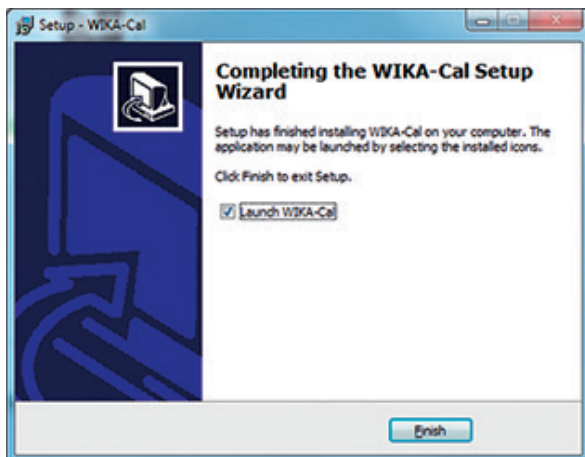 Setup - WIKA-Cal
Completing the WIKA-Cal Setup
Wizard
Setup has finished installing WIKA-Cal on your computer. The
application may be launched by selecting the installed icons.
Click Finish to exit Setup.
Launch WIKA-Cal
Finish